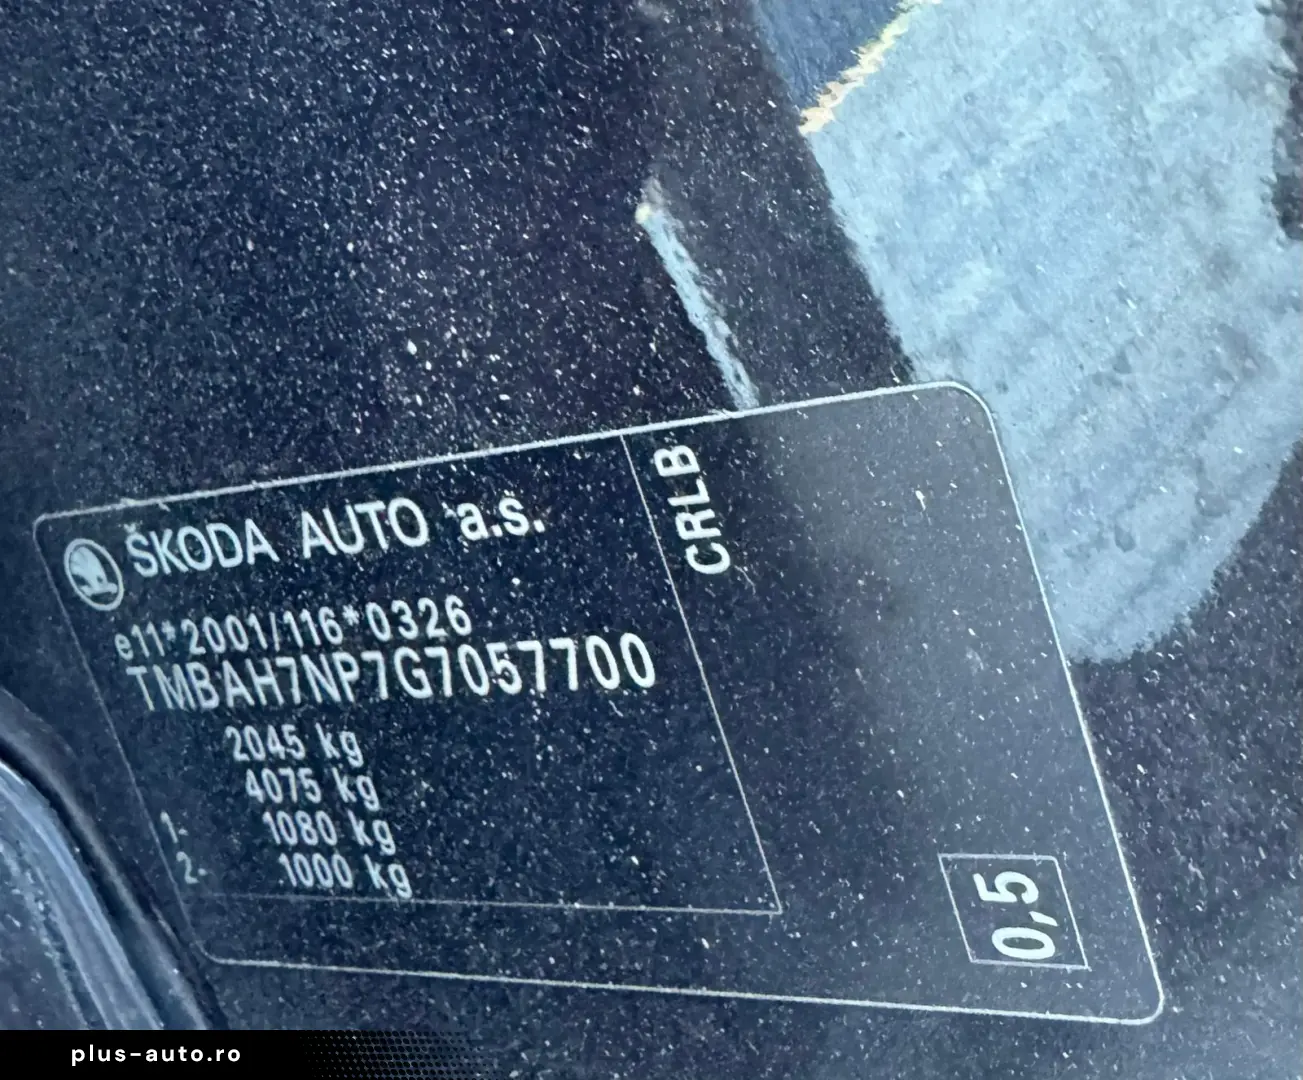 ŠKODA AUTO a.s.
e11*2001/116*0326
TMBAH7NP7G7057700
2045 kg
4075 kg
1- 1080 kg
2- 1000 kg
CRLB
0,5
plus-auto.ro